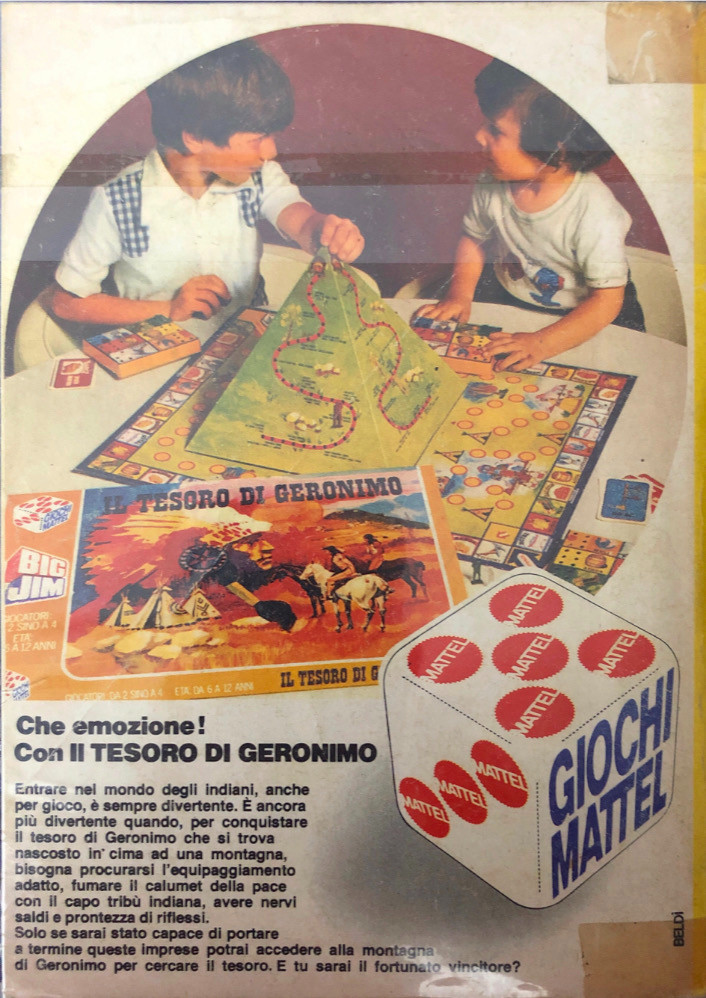 IL TESORO DI GERONIMO
BIG
JIM
GIOCATORI
2 SINO A 4
ETA:
6 A 12 ANNI
GIOCATORI: DA 2 SINO A 4 ETÀ: DA 6 A 12 ANNI
IL TESORO DI G
MATTEL
MATTEL
MATTEL
MATTEL
MATTEL
MATTEL
MATTEL
MATTEL
GIOCHI
MATTEL
Che emozione!
Con Il TESORO DI GERONIMO
Entrare nel mondo degli indiani, anche
per gioco, è sempre divertente. È ancora
più divertente quando, per conquistare
il tesoro di Geronimo che si trova
nascosto in cima ad una montagna,
bisogna procurarsi l'equipaggiamento
adatto, fumare il calumet della pace
con il capo tribù indiana, avere nervi
saldi e prontezza di riflessi.
Solo se sarai stato capace di portare
a termine queste imprese potrai accedere alla montagna
di Geronimo per cercare il tesoro. E tu sarai il fortunato vincitore?
BELDÌ